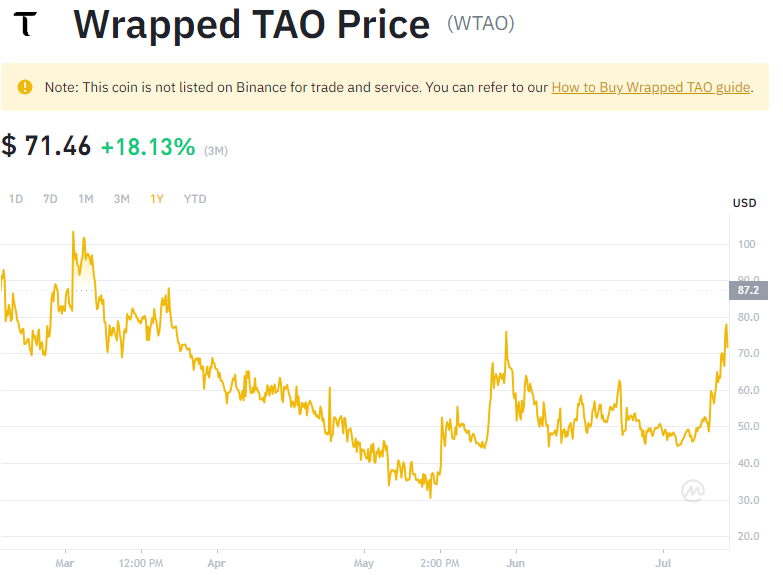 Wrapped TAO Price (WTAO)
Note: This coin is not listed on Binance for trade and service. You can refer to our How to Buy Wrapped TAO guide.
$ 71.46 +18.13% (3M)
1D 7D 1M 3M 1Y YTD
USD
100
90.0
87.2
80.0
70.0
60.0
50.0
40.0
30.0
20.0
Mar 12:00 PM Apr May 2:00 PM Jun Jul